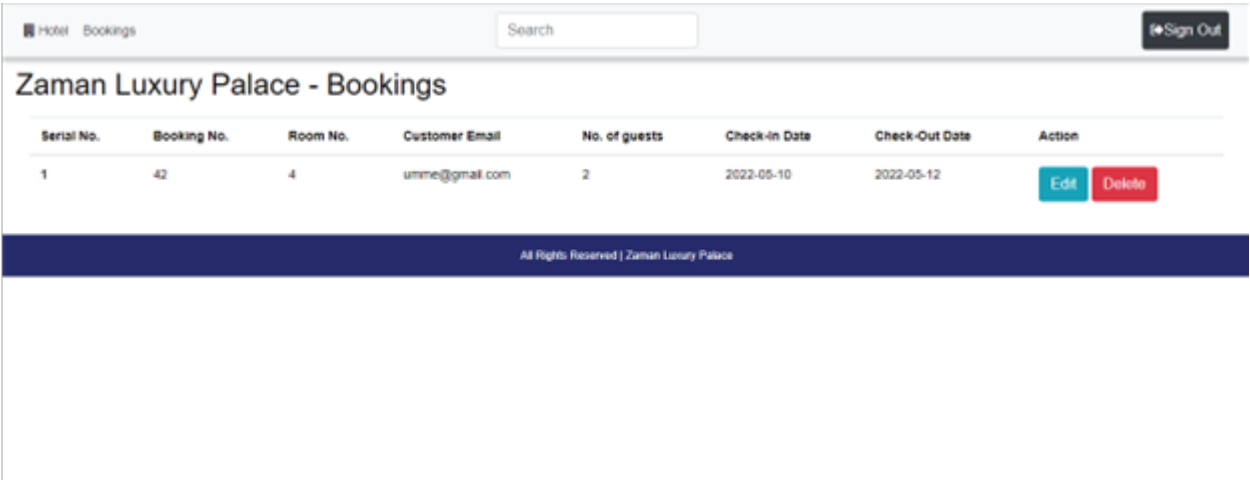 Hotel Bookings Search Sign Out
Zaman Luxury Palace - Bookings
Serial No. Booking No. Room No. Customer Email No. of guests Check-In Date Check-Out Date Action
1 42 4 umme@gmail.com 2 2022-05-10 2022-05-12 Edit Delete
All Rights Reserved | Zaman Luxury Palace